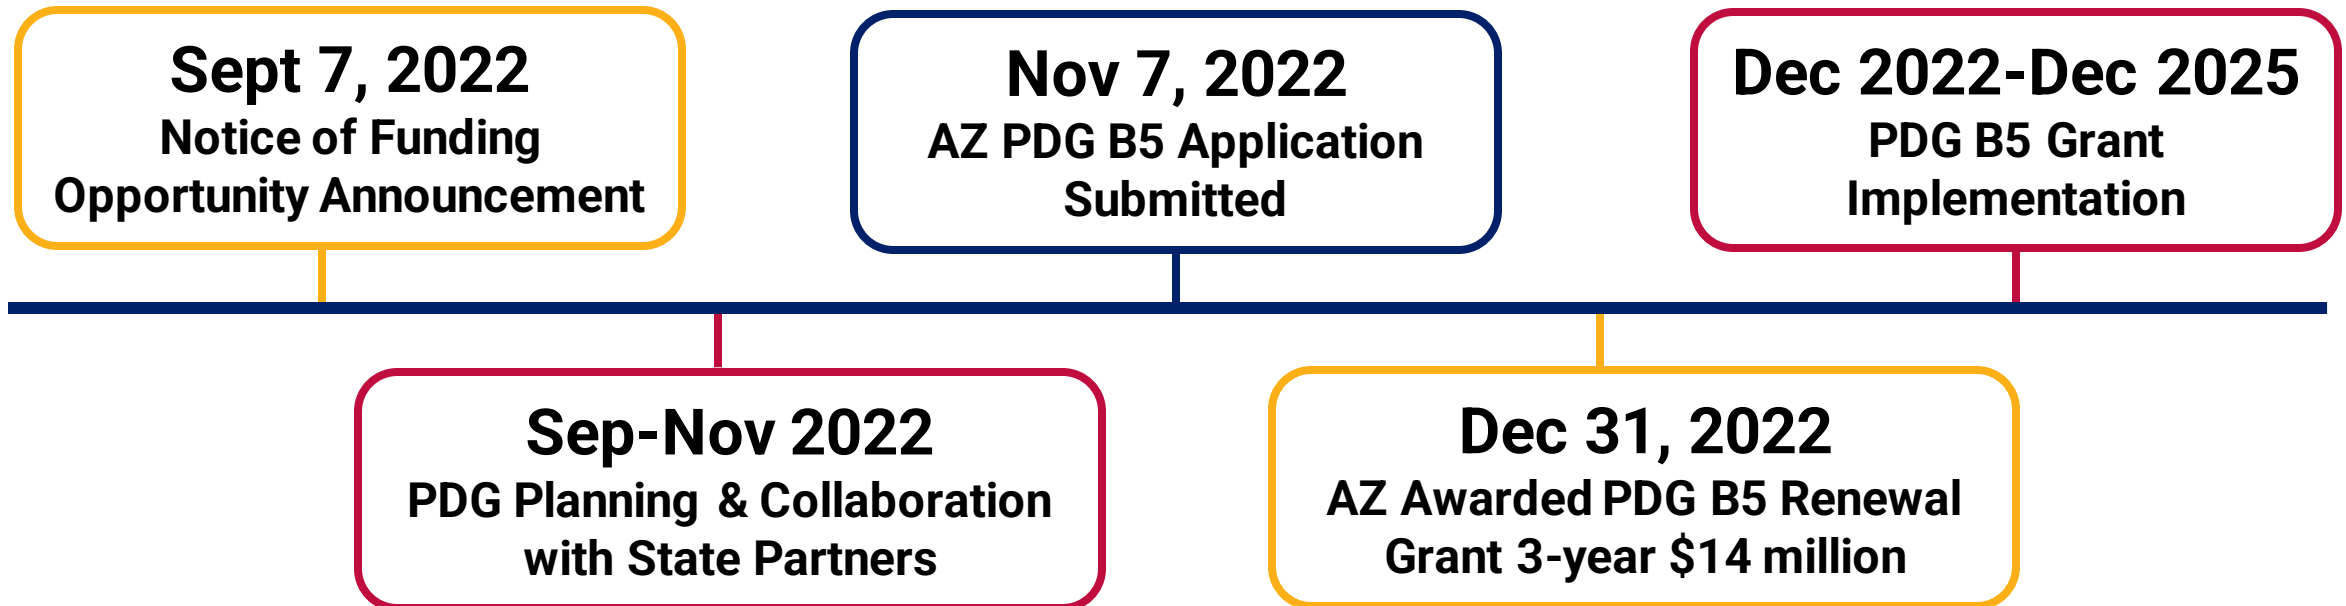 Sept 7, 2022
Notice of Funding
Opportunity Announcement
Sep-Nov 2022
PDG Planning & Collaboration
with State Partners
Nov 7, 2022
AZ PDG B5 Application
Submitted
Dec 31, 2022
AZ Awarded PDG B5 Renewal
Grant 3-year $14 million
Dec 2022-Dec 2025
PDG B5 Grant
Implementation